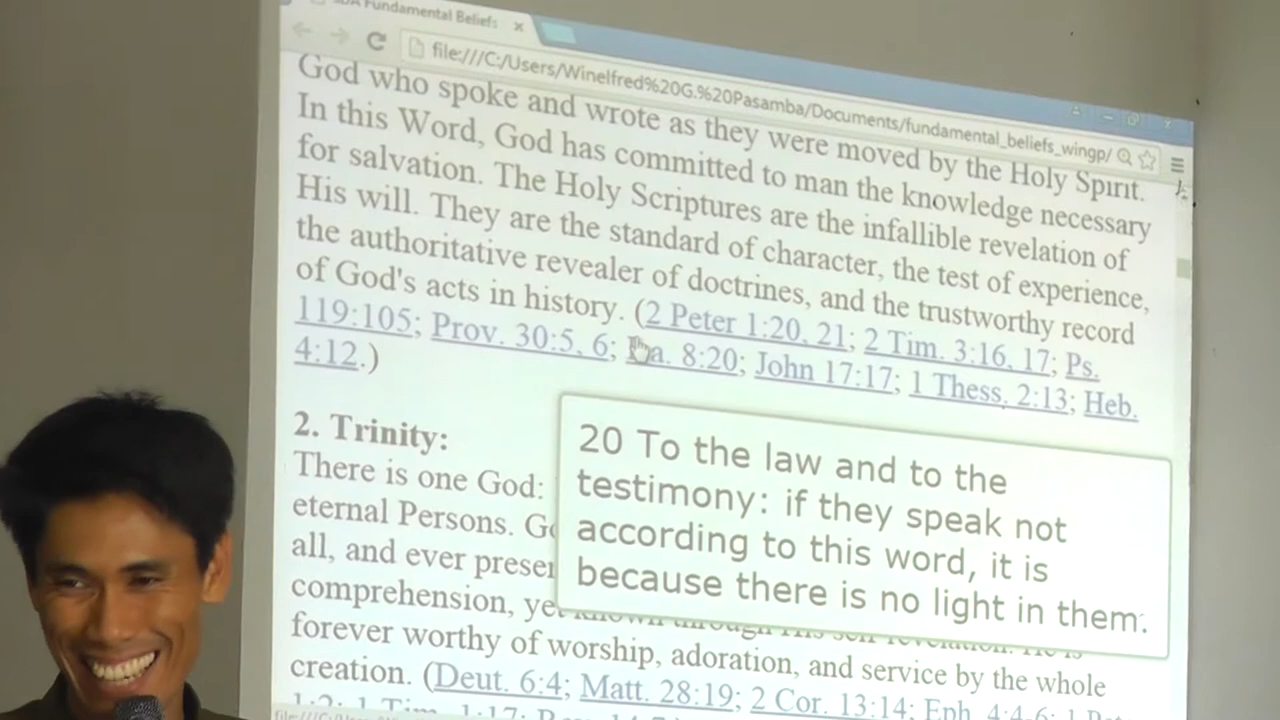 Fundamental Beliefs
file:///C:/Users/Winelfred%20G.%20Pasamba/Documents/fundamental_beliefs_wingp/
God who spoke and wrote as they were moved by the Holy Spirit.
In this Word, God has committed to man the knowledge necessary
for salvation. The Holy Scriptures are the infallible revelation of
His will. They are the standard of character, the test of experience,
the authoritative revealer of doctrines, and the trustworthy record
of God's acts in history. (2 Peter 1:20, 21; 2 Tim. 3:16, 17; Ps.
119:105; Prov. 30:5, 6; 8:20; John 17:17; 1 Thess. 2:13; Heb.
4:12.)
2. Trinity:
There is one God:
eternal Persons.
all, and ever
comprehension,
forever worthy of worship, adoration, and service by the whole
creation. (Deut. 6:4; Matt. 28:19; 2 Cor. 13:14; Eph. 4:4-6; 1
20 To the law and to the
testimony: if they speak not
according to this word, it is
because there is no light in them.